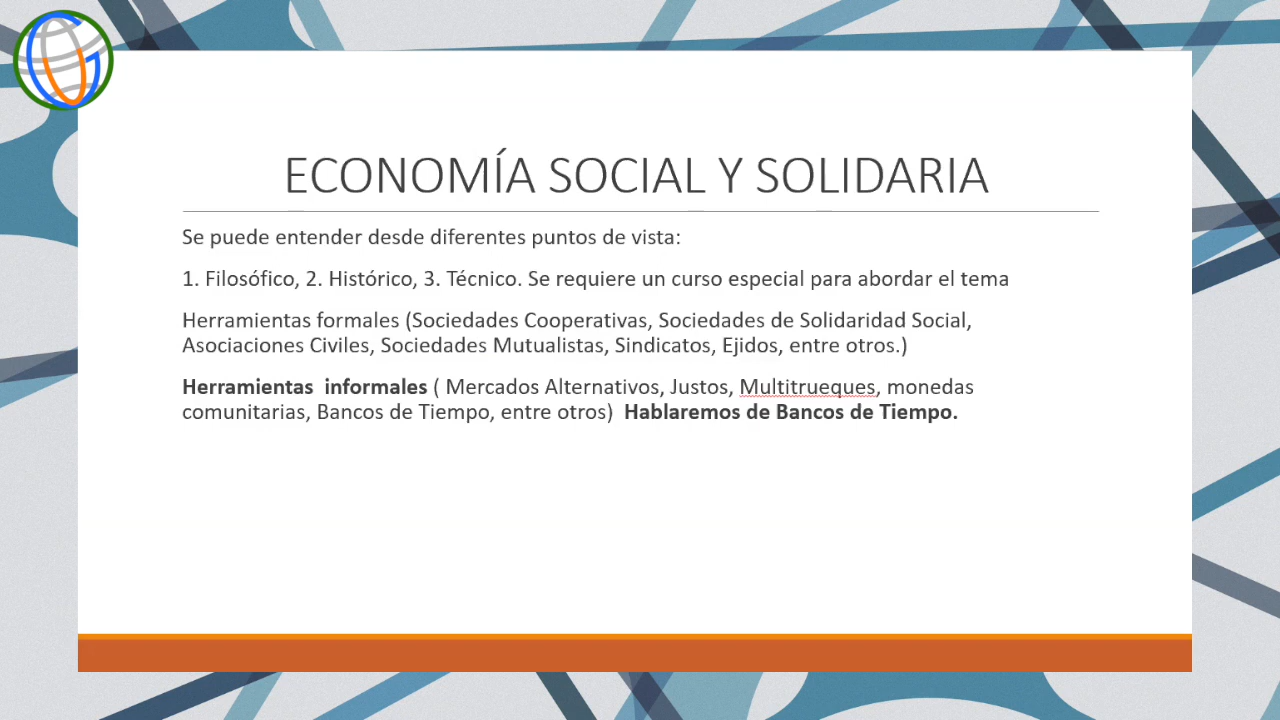 ECONOMÍA SOCIAL Y SOLIDARIA
Se puede entender desde diferentes puntos de vista:
1. Filosófico, 2. Histórico, 3. Técnico. Se requiere un curso especial para abordar el tema
Herramientas formales (Sociedades Cooperativas, Sociedades de Solidaridad Social,
Asociaciones Civiles, Sociedades Mutualistas, Sindicatos, Ejidos, entre otros.)
Herramientas  informales ( Mercados Alternativos, Justos, Multitrueques, monedas
comunitarias, Bancos de Tiempo, entre otros)  Hablaremos de Bancos de Tiempo.